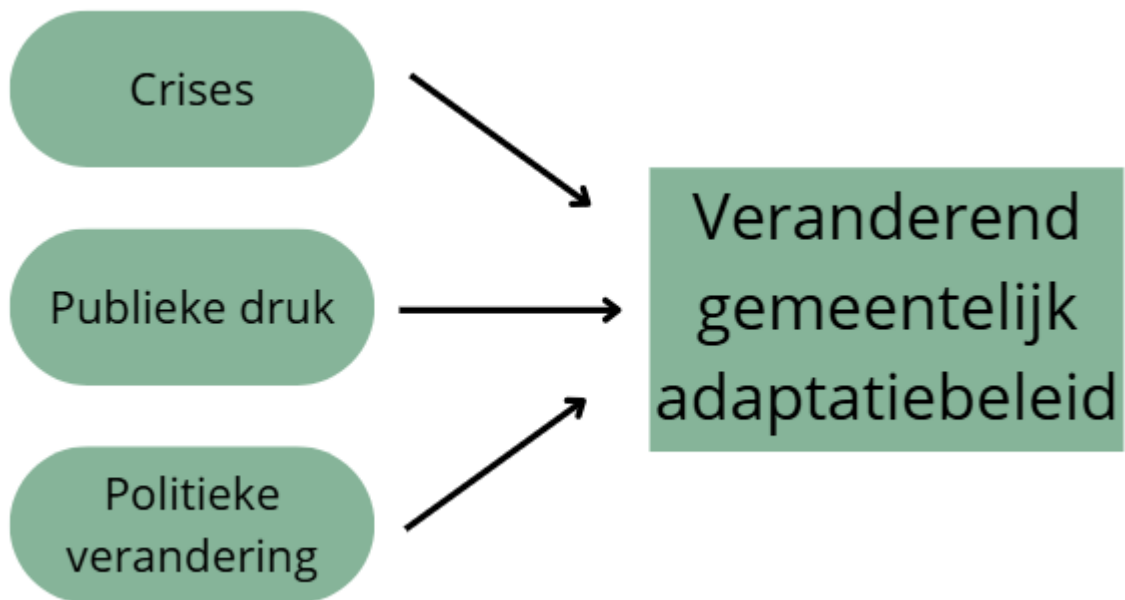 Crises
Publieke druk
Politieke
verandering
Veranderend
gemeentelijk
adaptatiebeleid